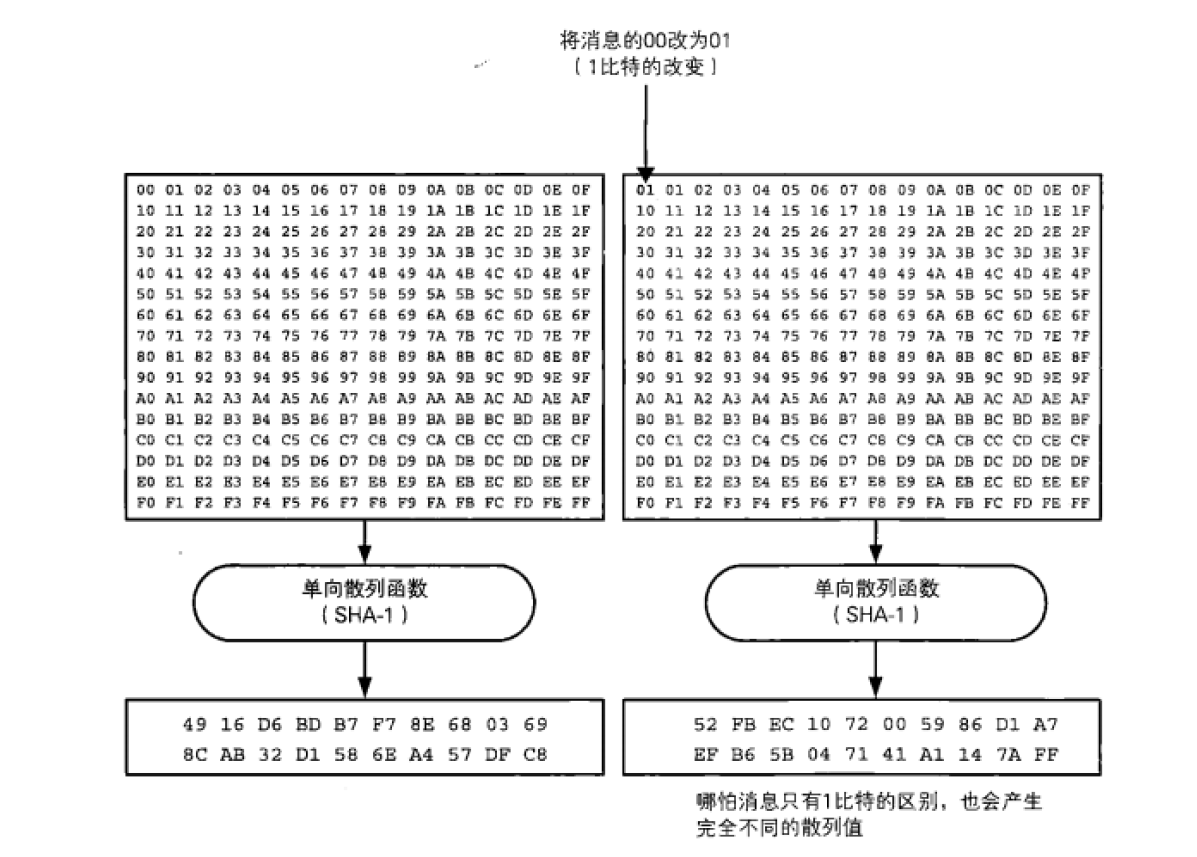 将消息的00改为01
（1比特的改变）
00 01 02 03 04 05 06 07 08 09 0A 0B 0C 0D 0E 0F
10 11 12 13 14 15 16 17 18 19 1A 1B 1C 1D 1E 1F
20 21 22 23 24 25 26 27 28 29 2A 2B 2C 2D 2E 2F
30 31 32 33 34 35 36 37 38 39 3A 3B 3C 3D 3E 3F
40 41 42 43 44 45 46 47 48 49 4A 4B 4C 4D 4E 4F
50 51 52 53 54 55 56 57 58 59 5A 5B 5C 5D 5E 5F
60 61 62 63 64 65 66 67 68 69 6A 6B 6C 6D 6E 6F
70 71 72 73 74 75 76 77 78 79 7A 7B 7C 7D 7E 7F
80 81 82 83 84 85 86 87 88 89 8A 8B 8C 8D 8E 8F
90 91 92 93 94 95 96 97 98 99 9A 9B 9C 9D 9E 9F
A0 A1 A2 A3 A4 A5 A6 A7 A8 A9 AA AB AC AD AE AF
B0 B1 B2 B3 B4 B5 B6 B7 B8 B9 BA BB BC BD BE BF
C0 C1 C2 C3 C4 C5 C6 C7 C8 C9 CA CB CC CD CE CF
D0 D1 D2 D3 D4 D5 D6 D7 D8 D9 DA DB DC DD DE DF
E0 E1 E2 E3 E4 E5 E6 E7 E8 E9 EA EB EC ED EE EF
F0 F1 F2 F3 F4 F5 F6 F7 F8 F9 FA FB FC FD FE FF
单向散列函数
（SHA-1）
49 16 D6 BD B7 F7 8E 68 03 69
8C AB 32 D1 58 6E A4 57 DF C8
01 01 02 03 04 05 06 07 08 09 0A 0B 0C 0D 0E 0F
10 11 12 13 14 15 16 17 18 19 1A 1B 1C 1D 1E 1F
20 21 22 23 24 25 26 27 28 29 2A 2B 2C 2D 2E 2F
30 31 32 33 34 35 36 37 38 39 3A 3B 3C 3D 3E 3F
40 41 42 43 44 45 46 47 48 49 4A 4B 4C 4D 4E 4F
50 51 52 53 54 55 56 57 58 59 5A 5B 5C 5D 5E 5F
60 61 62 63 64 65 66 67 68 69 6A 6B 6C 6D 6E 6F
70 71 72 73 74 75 76 77 78 79 7A 7B 7C 7D 7E 7F
80 81 82 83 84 85 86 87 88 89 8A 8B 8C 8D 8E 8F
90 91 92 93 94 95 96 97 98 99 9A 9B 9C 9D 9E 9F
A0 A1 A2 A3 A4 A5 A6 A7 A8 A9 AA AB AC AD AE AF
B0 B1 B2 B3 B4 B5 B6 B7 B8 B9 BA BB BC BD BE BF
C0 C1 C2 C3 C4 C5 C6 C7 C8 C9 CA CB CC CD CE CF
D0 D1 D2 D3 D4 D5 D6 D7 D8 D9 DA DB DC DD DE DF
E0 E1 E2 E3 E4 E5 E6 E7 E8 E9 EA EB EC ED EE EF
F0 F1 F2 F3 F4 F5 F6 F7 F8 F9 FA FB FC FD FE FF
单向散列函数
（SHA-1）
52 FB EC 10 72 00 59 86 D1 A7
EF B6 5B 04 71 41 A1 14 7A FF
哪怕消息只有1比特的区别，也会产生
完全不同的散列值